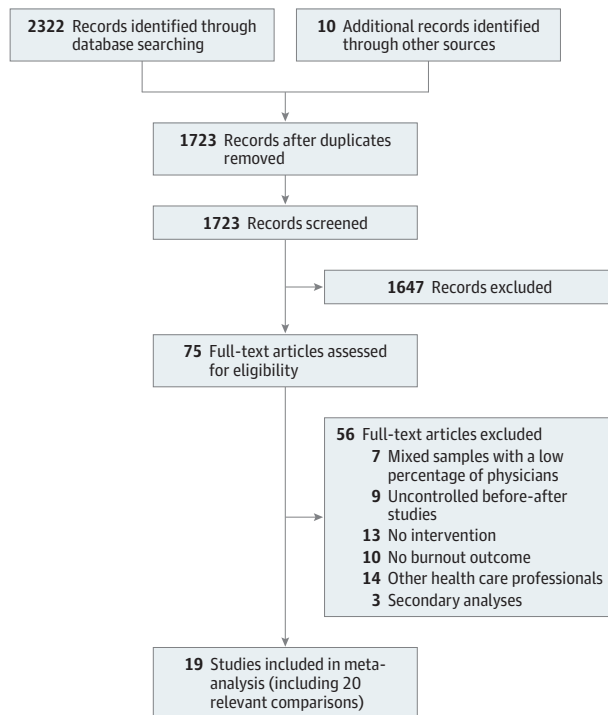 2322 Records identified through
database searching
10 Additional records identified
through other sources
1723 Records after duplicates
removed
1723 Records screened
1647 Records excluded
75 Full-text articles assessed
for eligibility
56 Full-text articles excluded
7 Mixed samples with a low
percentage of physicians
9 Uncontrolled before-after
studies
13 No intervention
10 No burnout outcome
14 Other health care professionals
3 Secondary analyses
19 Studies included in meta-
analysis (including 20
relevant comparisons)